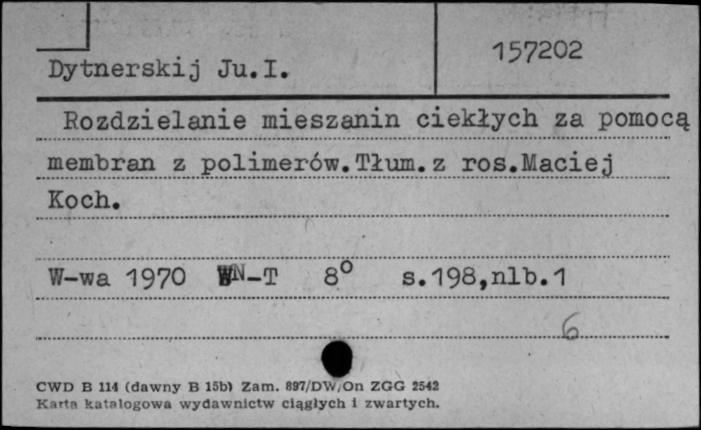 157202
Dytnerskij Ju.I.
Rozdzielanie mieszanin ciekłych za pomocą
membran z polimerów.Tłum.z ros.Maciej
Koch.
W-wa 1970 WN-T 8° s.198,nlb.1
6
CWD B 114 (dawny B 15b) Zam. 897/DW/On ZGG 2542
Karta katalogowa wydawnictw ciągłych i zwartych.